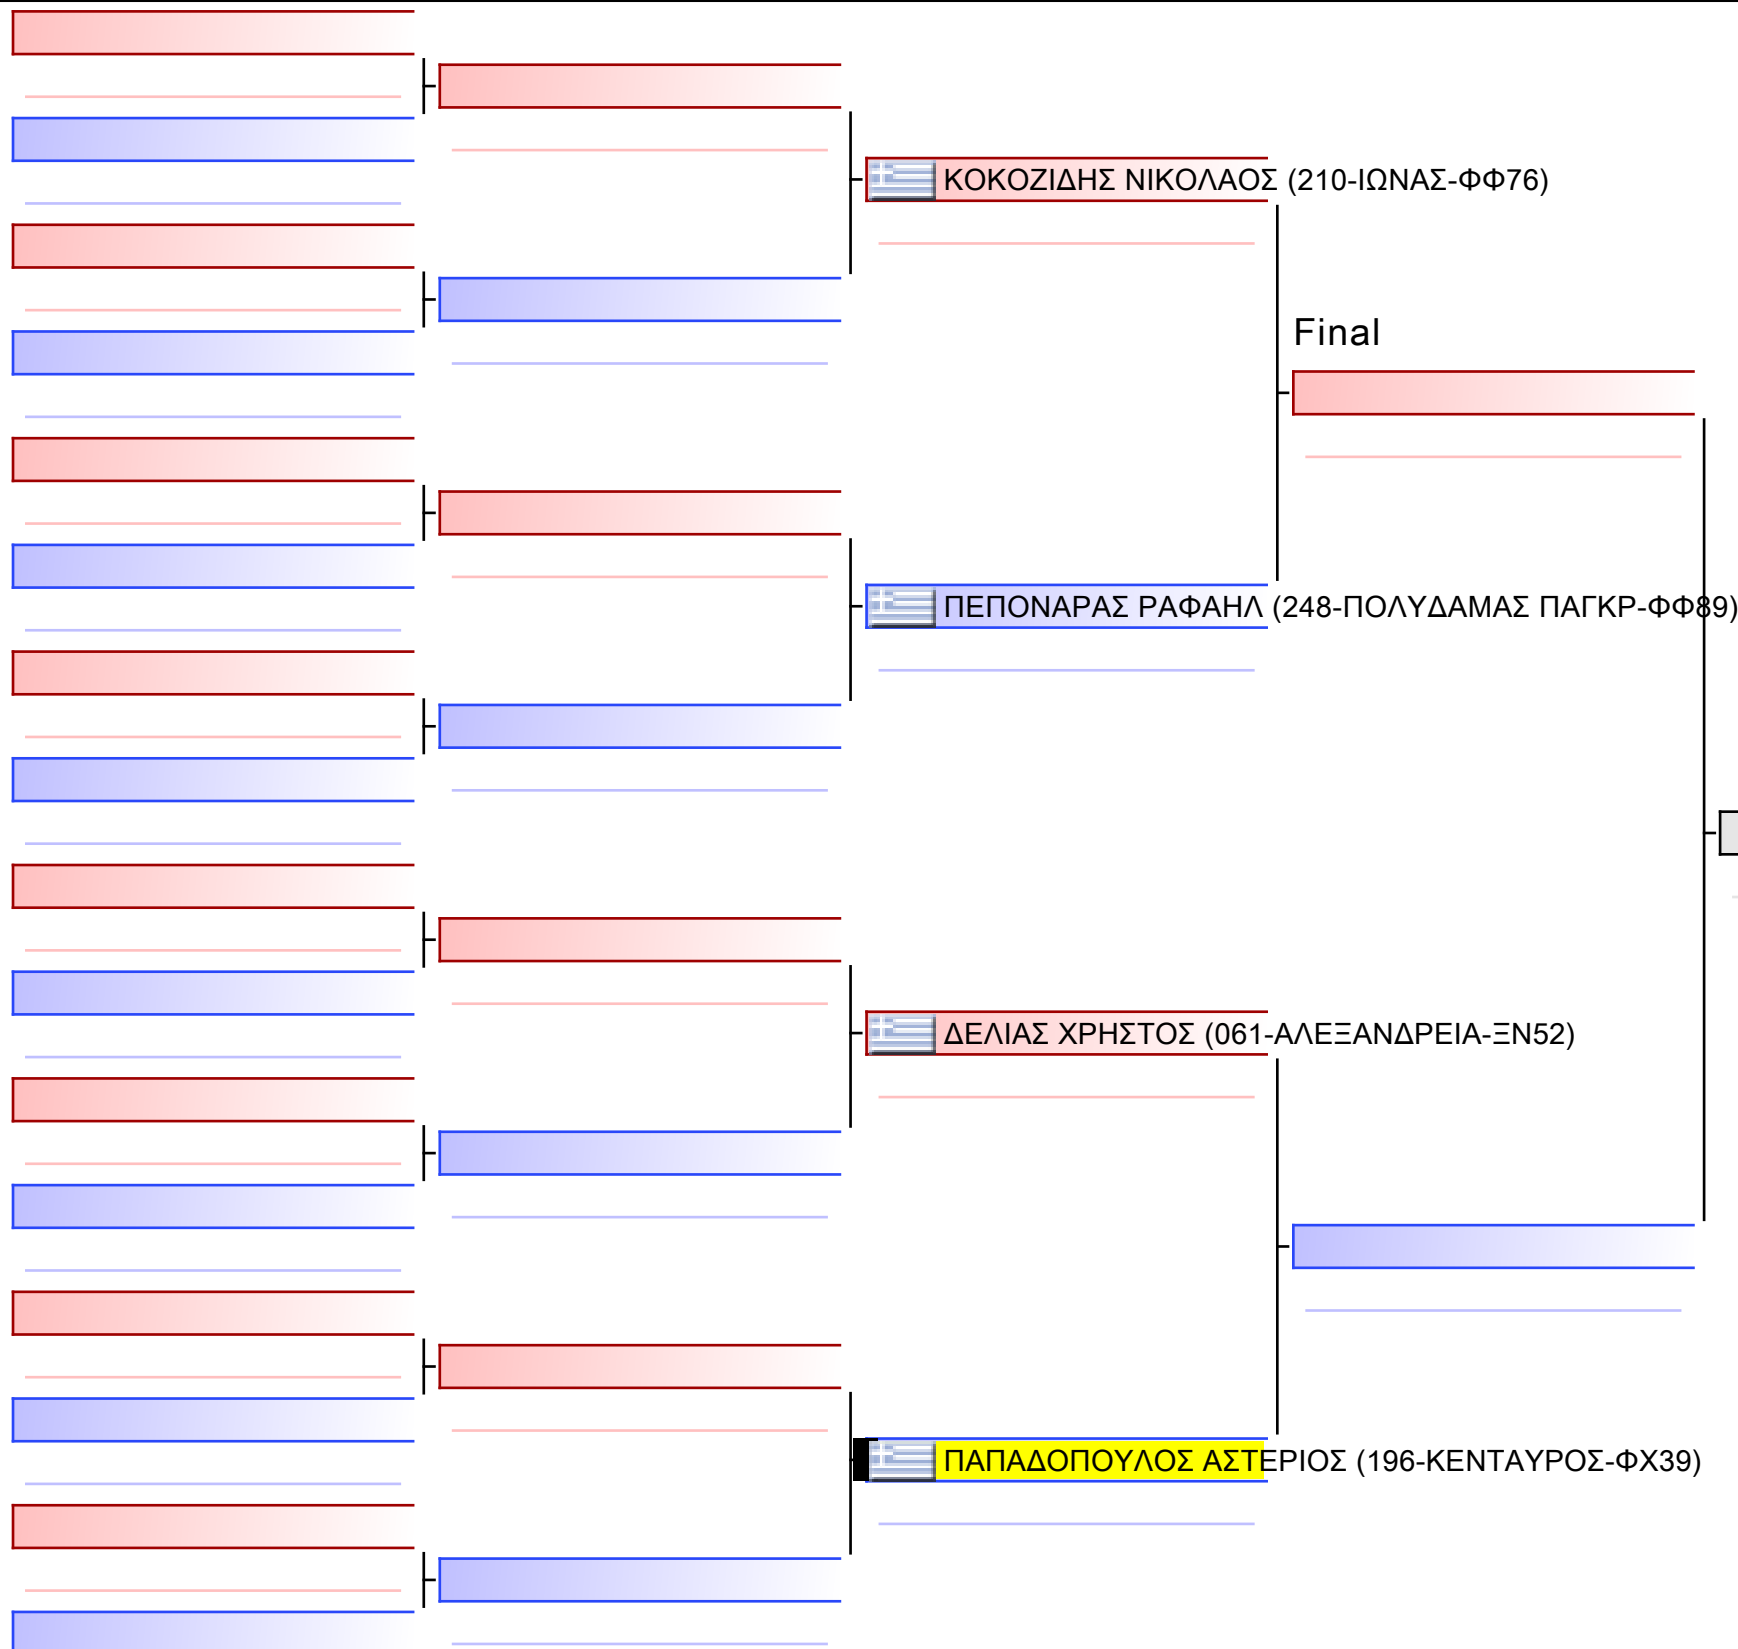 ΚΟΚΟΖΙΔΗΣ ΝΙΚΟΛΑΟΣ (210-ΙΩΝΑΣ-ΦΦ76)
Final
ΠΕΠΟΝΑΡΑΣ ΡΑΦΑΗΛ (248-ΠΟΛΥΔΑΜΑΣ ΠΑΓΚΡ-ΦΦ89)
ΔΕΛΙΑΣ ΧΡΗΣΤΟΣ (061-ΑΛΕΞΑΝΔΡΕΙΑ-ΞΝ52)
ΠΑΠΑΔΟΠΟΥΛΟΣ ΑΣΤΕΡΙΟΣ (196-ΚΕΝΤΑΥΡΟΣ-ΦΧ39)